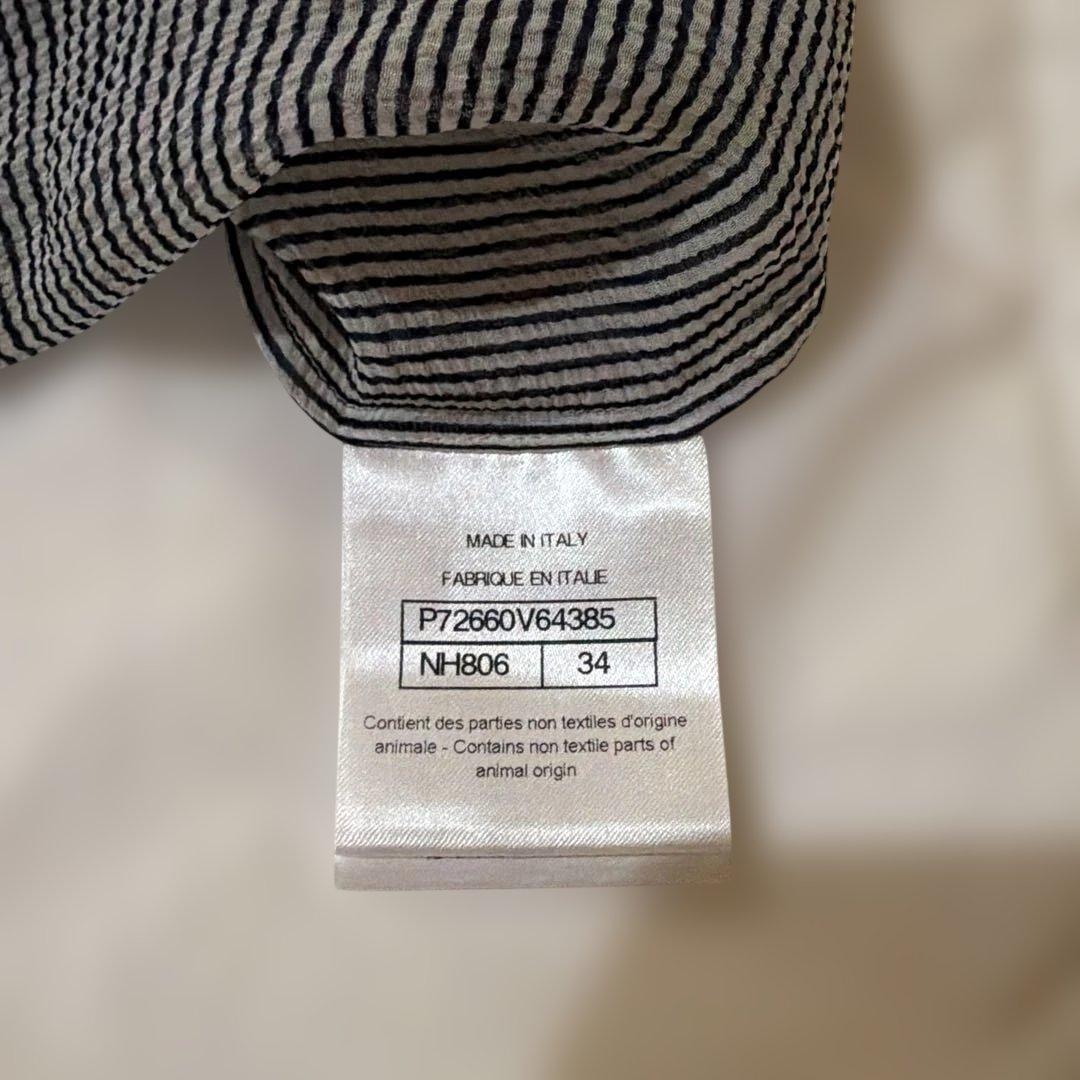 MADE IN ITALY
FABRIQUE EN ITALIE
P72660V64385
NH806 34
Contient des parties non textiles d'origine
animale - Contains non textile parts of
animal origin